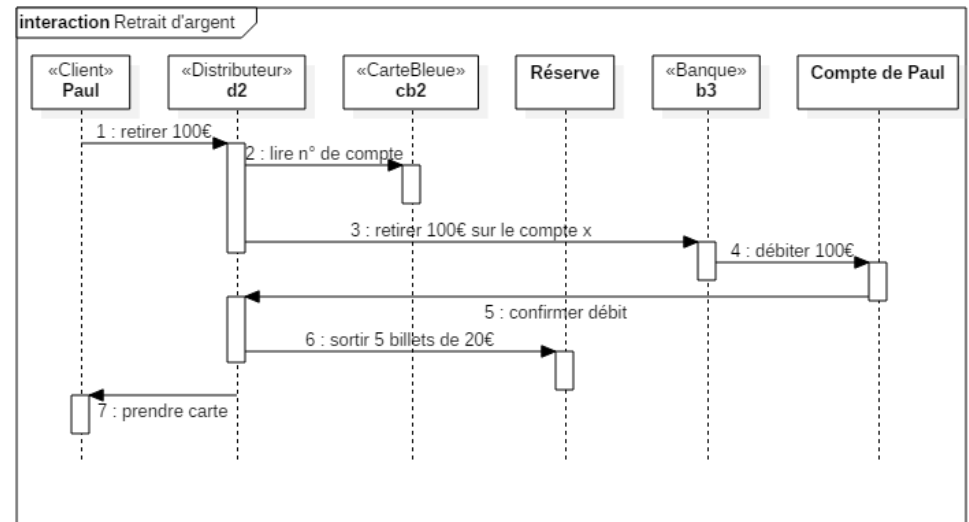 interaction Retrait d'argent
«Client»
Paul
«Distributeur»
d2
«CarteBleue»
cb2
Réserve
«Banque»
b3
Compte de Paul
1 : retirer 100€
2 : lire n° de compte
3 : retirer 100€ sur le compte x
4 : débiter 100€
5 : confirmer débit
6 : sortir 5 billets de 20€
7 : prendre carte